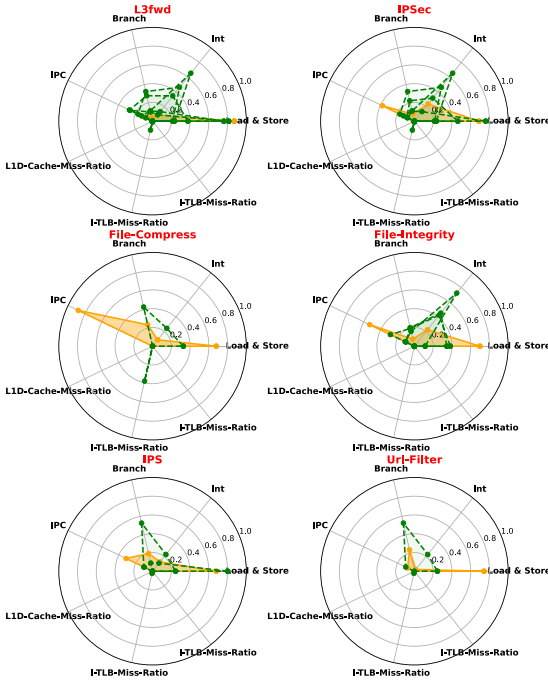 L3fwd
Branch
Int
IPC
0.2 0.4 0.6 0.8 1.0
Load & Store
L1D-Cache-Miss-Ratio
I-TLB-Miss-Ratio
I-TLB-Miss-Ratio
IPSec
Branch
Int
IPC
0.4 0.6 0.8 1.0
Load & Store
L1D-Cache-Miss-Ratio
I-TLB-Miss-Ratio
I-TLB-Miss-Ratio
File-Compress
Branch
Int
IPC
0.2 0.4 0.6 0.8 1.0
Load & Store
L1D-Cache-Miss-Ratio
I-TLB-Miss-Ratio
I-TLB-Miss-Ratio
File-Integrity
Branch
Int
IPC
0.2 0.4 0.6 0.8 1.0
Load & Store
L1D-Cache-Miss-Ratio
I-TLB-Miss-Ratio
I-TLB-Miss-Ratio
IPS
Branch
Int
IPC
0.2 0.4 0.6 0.8 1.0
Load & Store
L1D-Cache-Miss-Ratio
I-TLB-Miss-Ratio
I-TLB-Miss-Ratio
Url-Filter
Branch
Int
IPC
0.2 0.4 0.6 0.8 1.0
Load & Store
L1D-Cache-Miss-Ratio
I-TLB-Miss-Ratio
I-TLB-Miss-Ratio